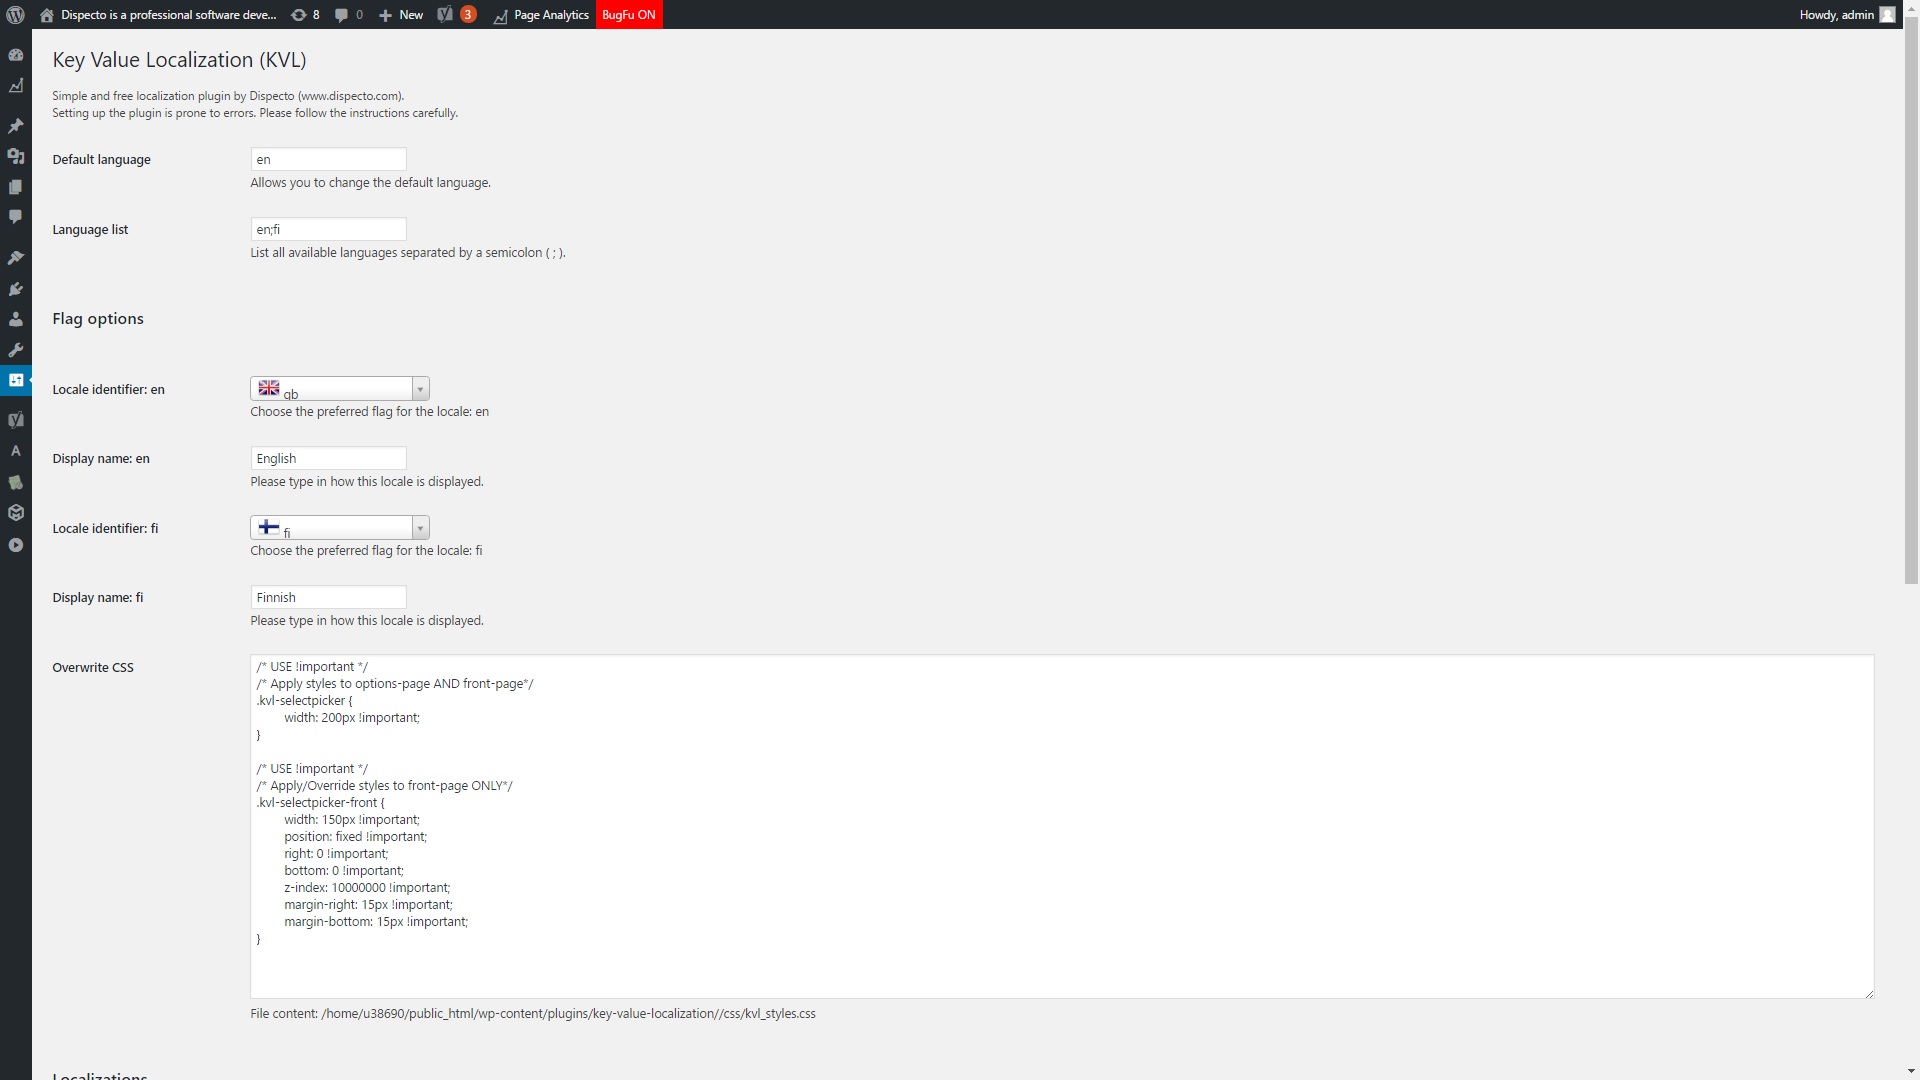 Dispecto is a professional software deve... 8 0 New 3 Page Analytics BugFu ON Howdy, admin
Key Value Localization (KVL)
Simple and free localization plugin by Dispecto (www.dispecto.com).
Setting up the plugin is prone to errors. Please follow the instructions carefully.
Default language
en
Allows you to change the default language.
Language list
en;fi
List all available languages separated by a semicolon ( ; ).
Flag options
Locale identifier: en
gb
Choose the preferred flag for the locale: en
Display name: en
English
Please type in how this locale is displayed.
Locale identifier: fi
fi
Choose the preferred flag for the locale: fi
Display name: fi
Finnish
Please type in how this locale is displayed.
Overwrite CSS
/* USE !important */
/* Apply styles to options-page AND front-page*/
.kvl-selectpicker {
width: 200px !important;
}
/* USE !important */
/* Apply/Override styles to front-page ONLY*/
.kvl-selectpicker-front {
width: 150px !important;
position: fixed !important;
right: 0 !important;
bottom: 0 !important;
z-index: 10000000 !important;
margin-right: 15px !important;
margin-bottom: 15px !important;
}
File content: /home/u38690/public_html/wp-content/plugins/key-value-localization//css/kvl_styles.css
Localizations